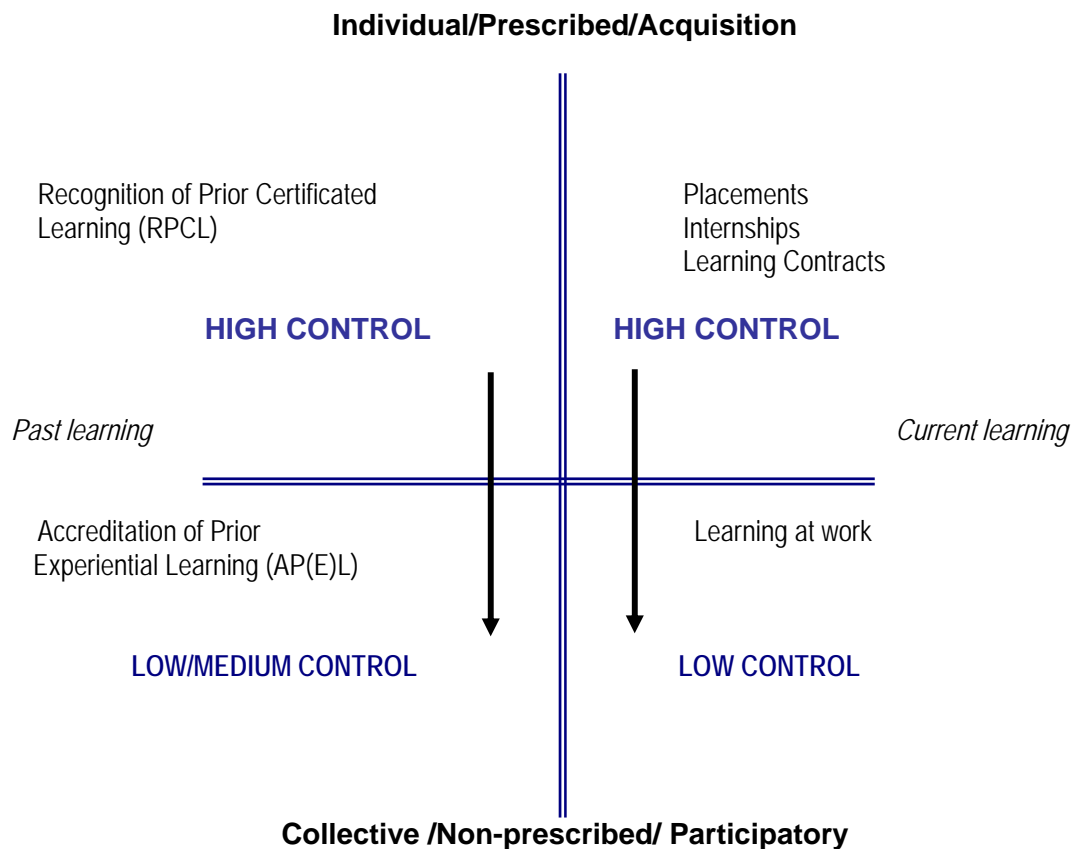 Individual/Prescribed/Acquisition
Recognition of Prior Certificated
Learning (RPCL)
Placements
Internships
Learning Contracts
HIGH CONTROL
HIGH CONTROL
Past learning
Current learning
Accreditation of Prior
Experiential Learning (AP(E)L)
Learning at work
LOW/MEDIUM CONTROL
LOW CONTROL
Collective /Non-prescribed/ Participatory